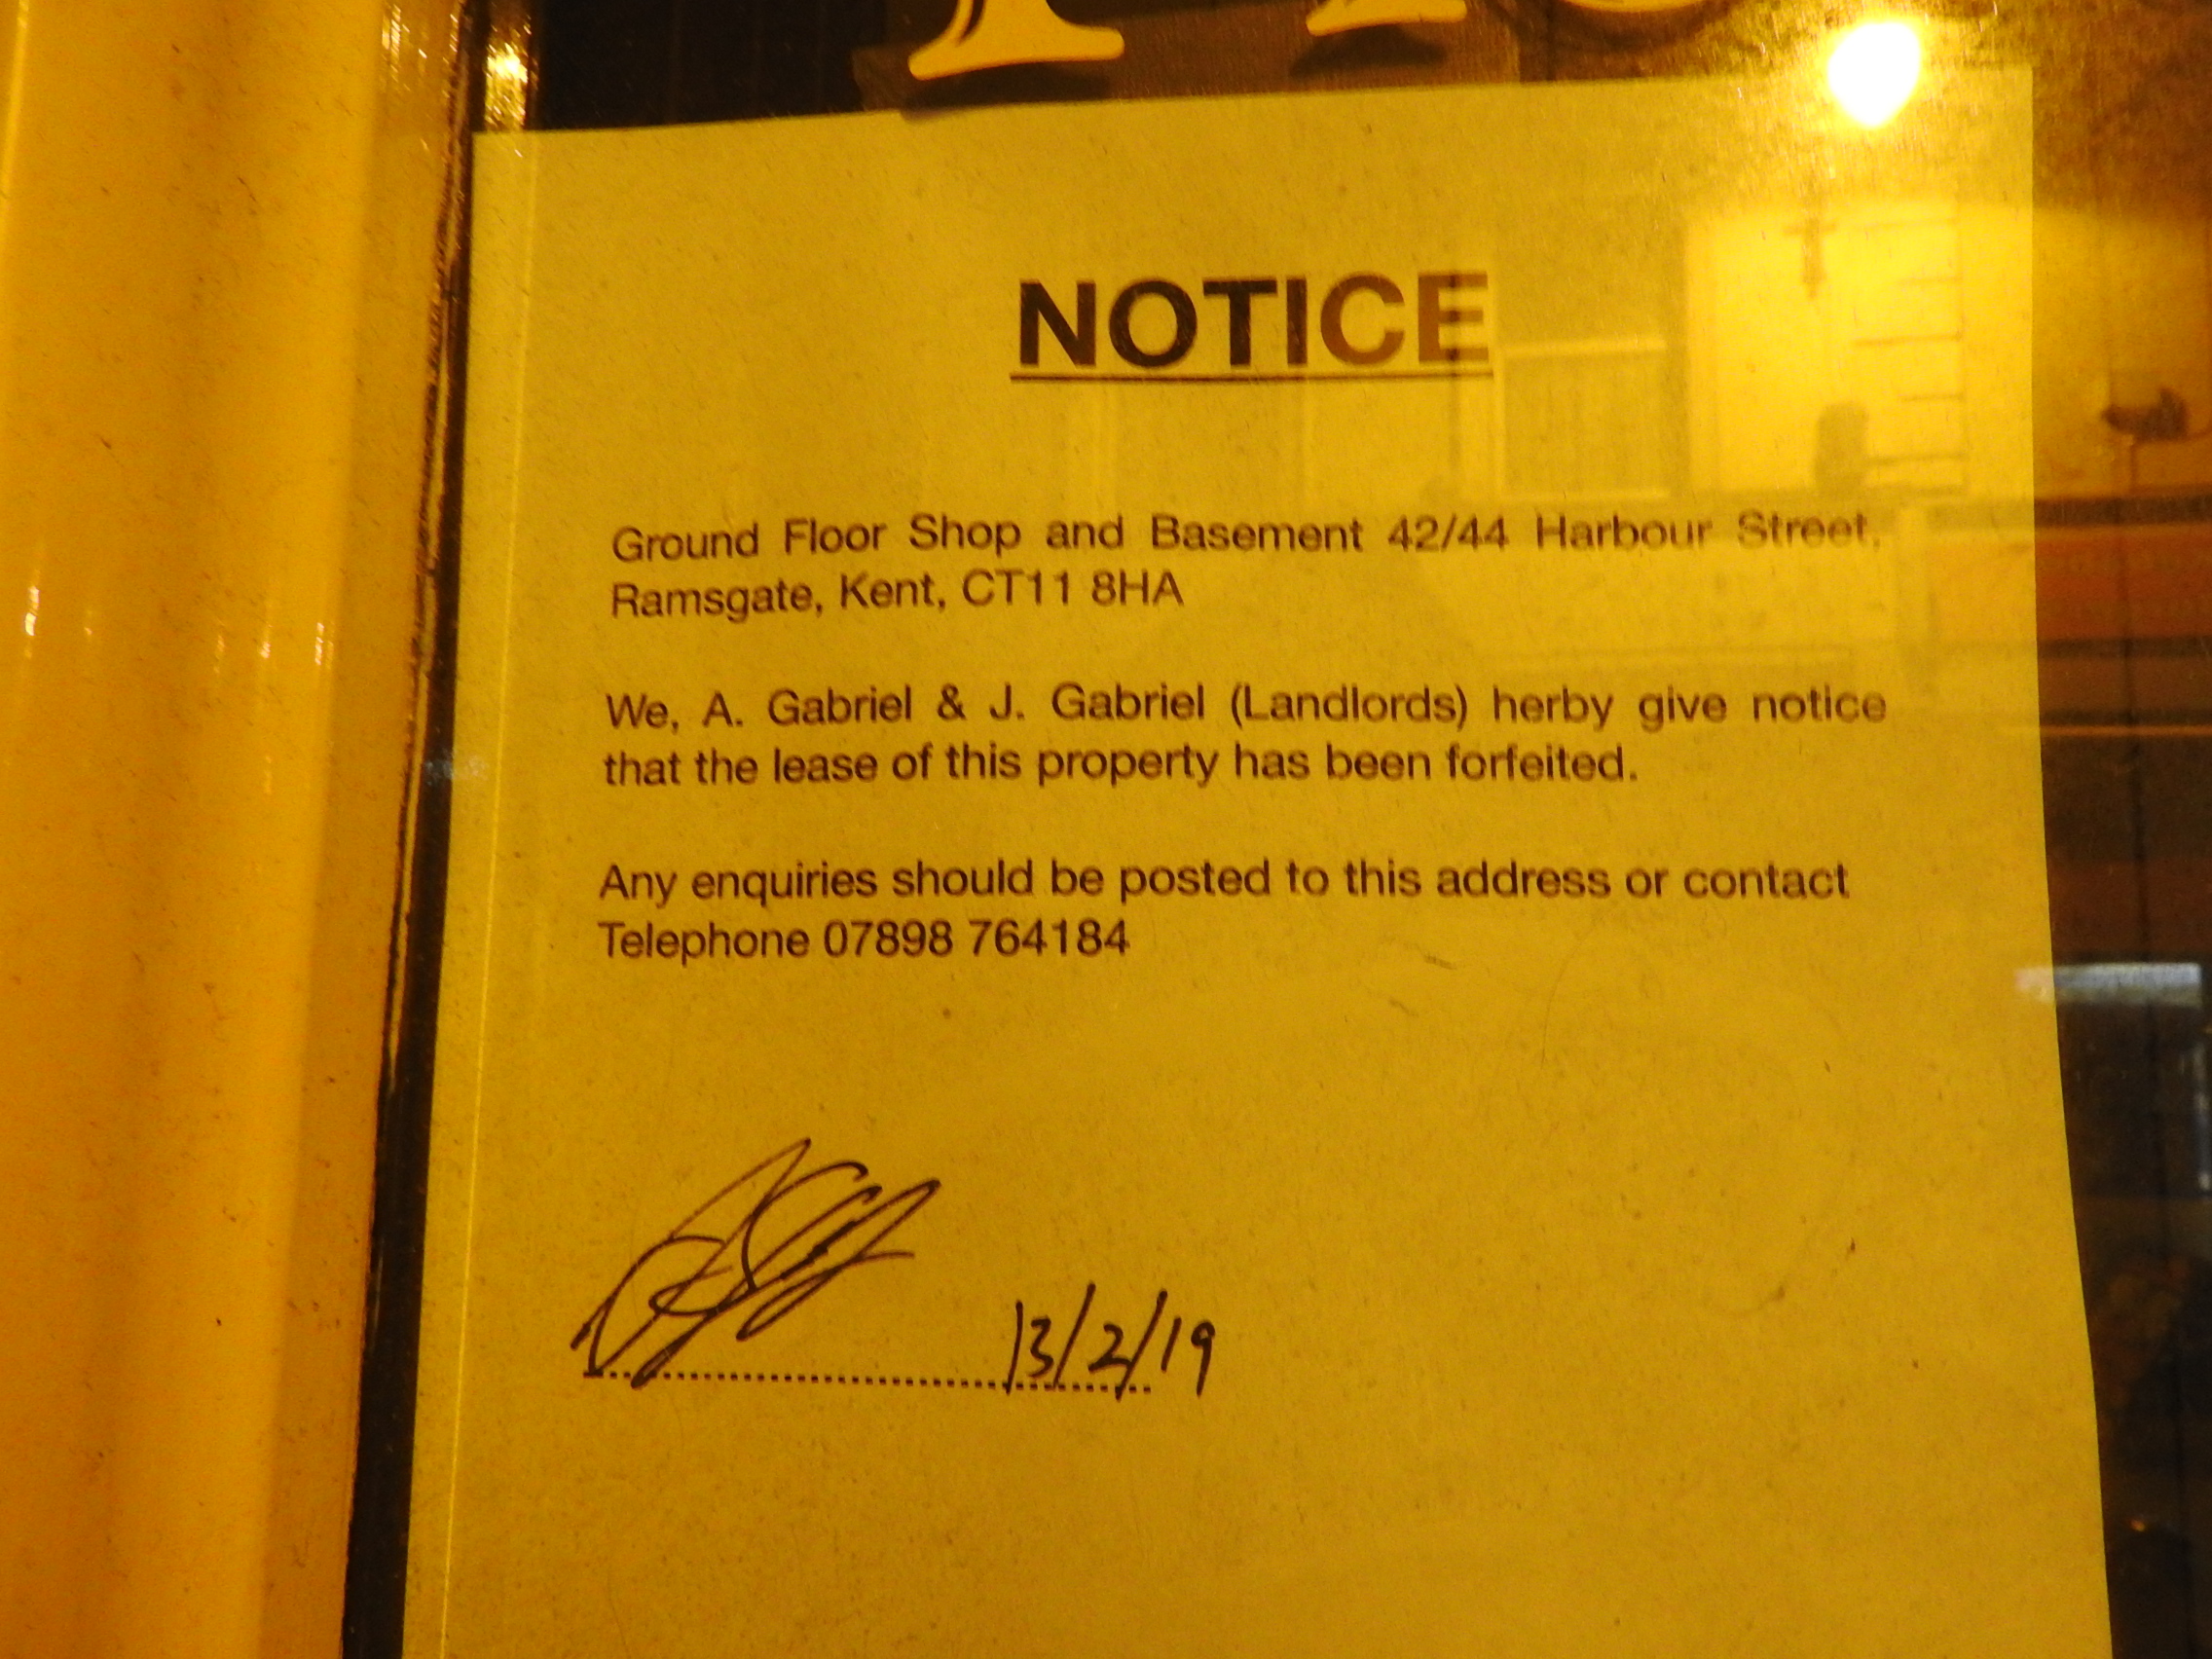 NOTICE
Ground Floor Shop and Basement 42/44 Harbour Street,
Ramsgate, Kent, CT11 8HA
We, A. Gabriel & J. Gabriel (Landlords) herby give notice
that the lease of this property has been forfeited.
Any enquiries should be posted to this address or contact
Telephone 07898 764184
13/2/19